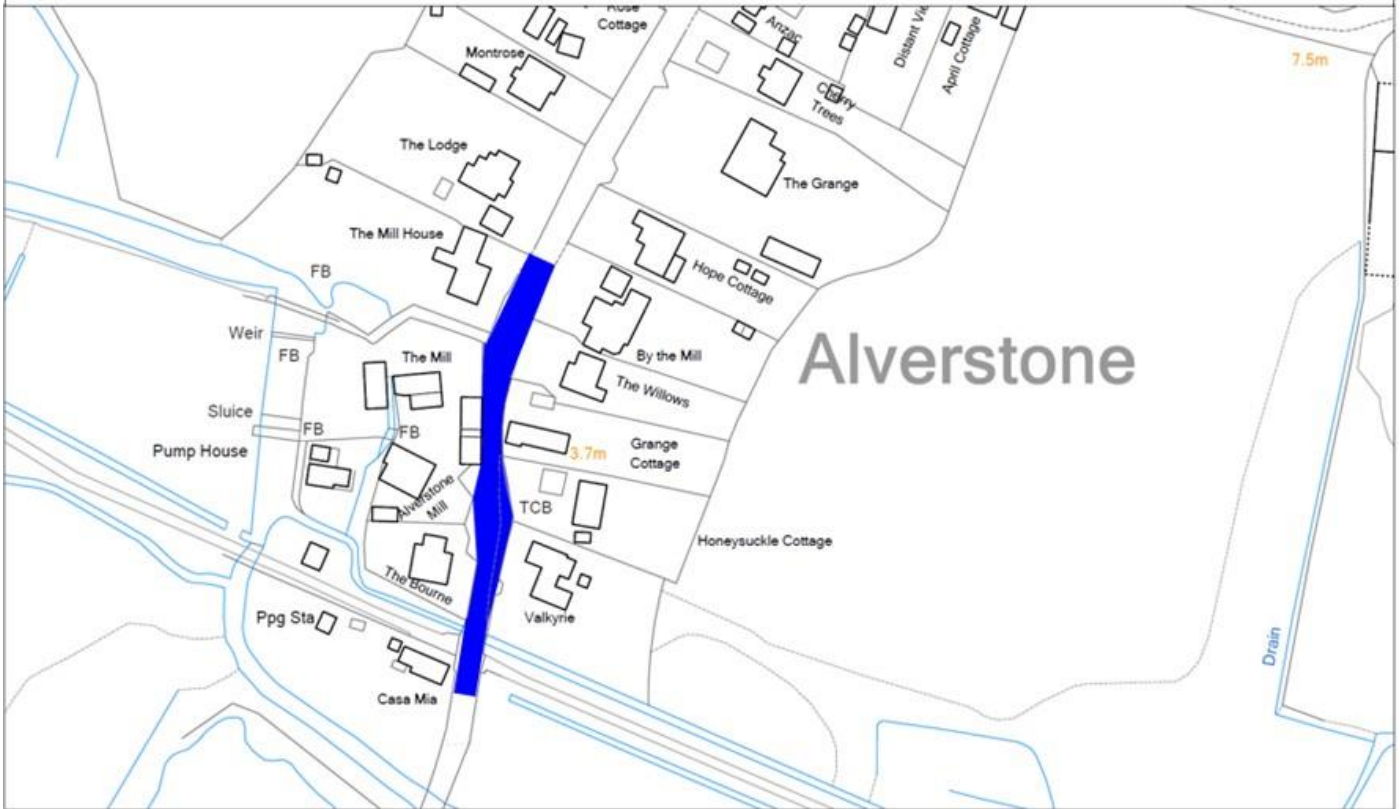 Rose
Cottage
Anzac
Distant Vie
April Cottage
7.5m
Montrose
Cherry
Trees
The Lodge
The Grange
The Mill House
FB
Hope Cottage
Weir
FB
The Mill
By the Mill
Alverstone
The Willows
Sluice
FB
FB
Pump House
3.7m
Grange
Cottage
Alverstone
Mill
TCB
Honeysuckle Cottage
The Bourne
Ppg Sta
Valkyrie
Drain
Casa Mia